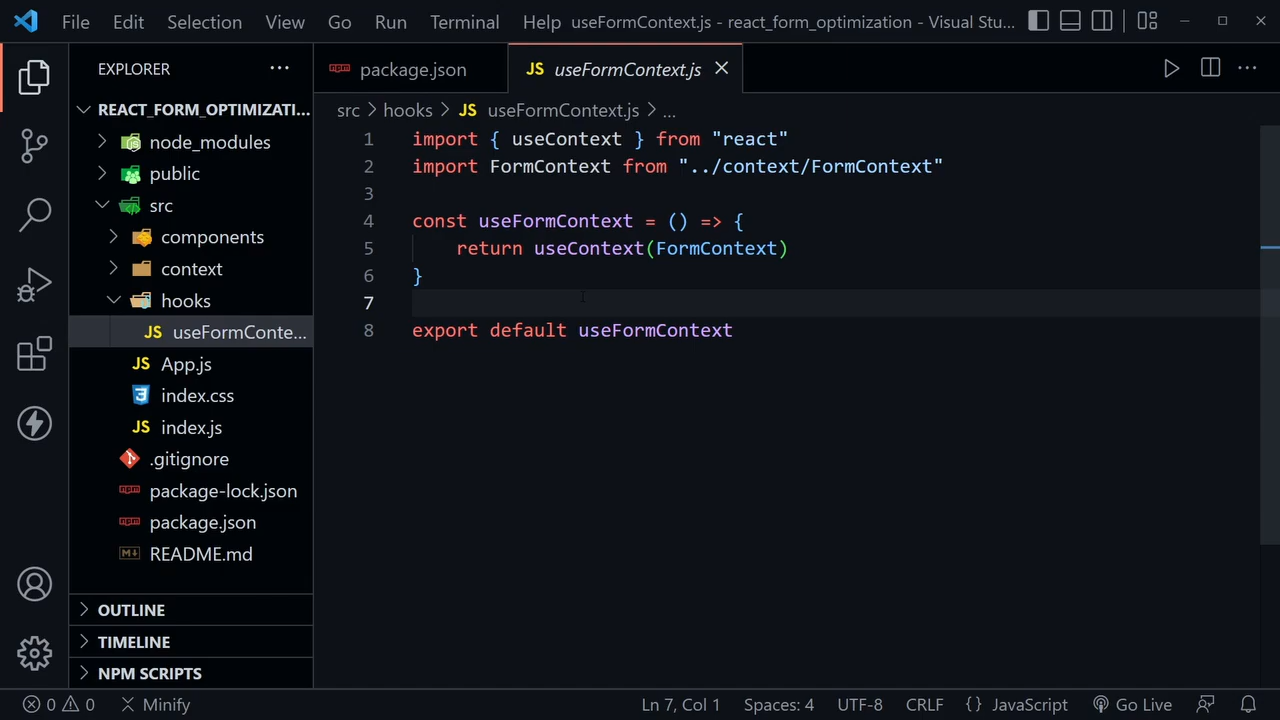 File Edit Selection View Go Run Terminal Help useFormContext.js - react_form_optimization - Visual Stu...
EXPLORER
REACT_FORM_OPTIMIZATI...
node_modules
public
src
components
context
hooks
JS useFormConte...
JS App.js
index.css
JS index.js
.gitignore
package-lock.json
package.json
README.md
OUTLINE
TIMELINE
NPM SCRIPTS
package.json
JS useFormContext.js
src > hooks > JS useFormContext.js > ...
1 import { useContext } from "react"
2 import FormContext from "../context/FormContext"
3
4 const useFormContext = () => {
5 return useContext(FormContext)
6 }
7
8 export default useFormContext
0 0 Minify Ln 7, Col 1 Spaces: 4 UTF-8 CRLF {} JavaScript Go Live